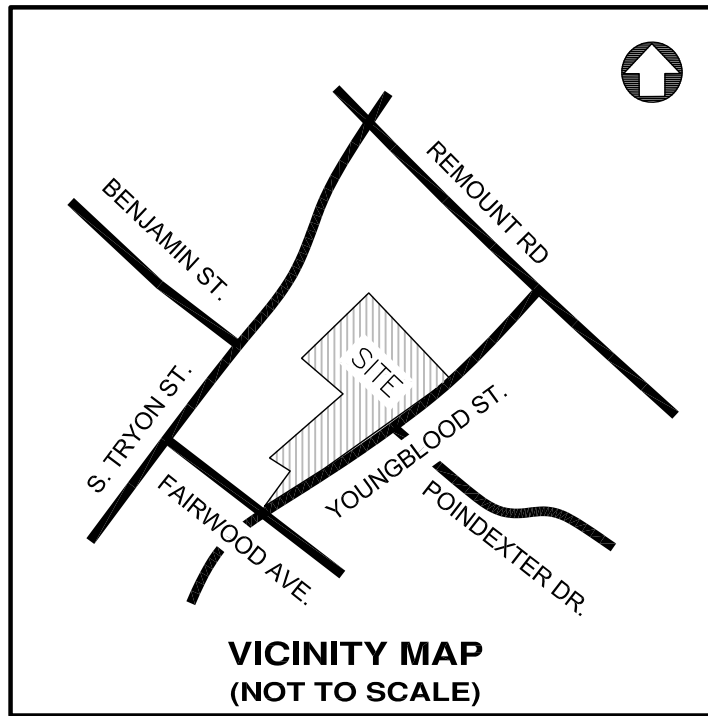 REMOUNT RD
BENJAMIN ST.
SITE
S. TRYON ST.
YOUNGBLOOD ST.
FAIRWOOD AVE.
POINDEXTER DR.
VICINITY MAP
(NOT TO SCALE)